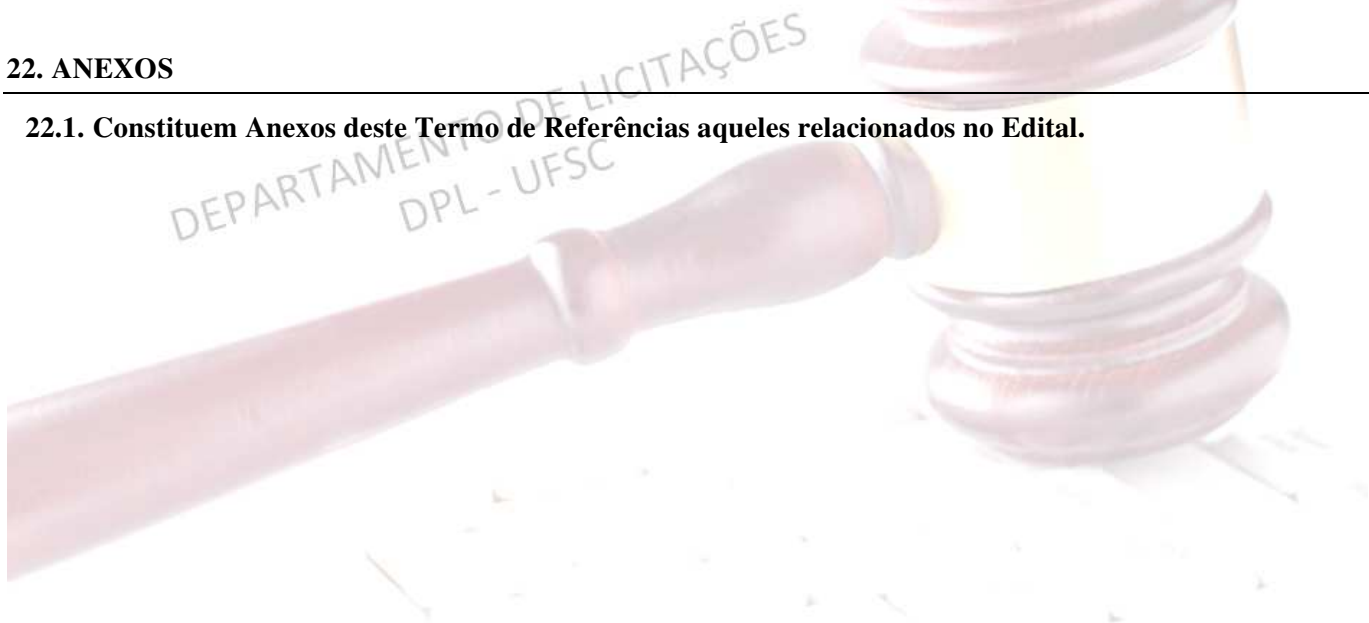 22. ANEXOS
22.1. Constituem Anexos deste Termo de Referências aqueles relacionados no Edital.
DEPARTAMENTO DE LICITAÇÕES
DPL - UFSC